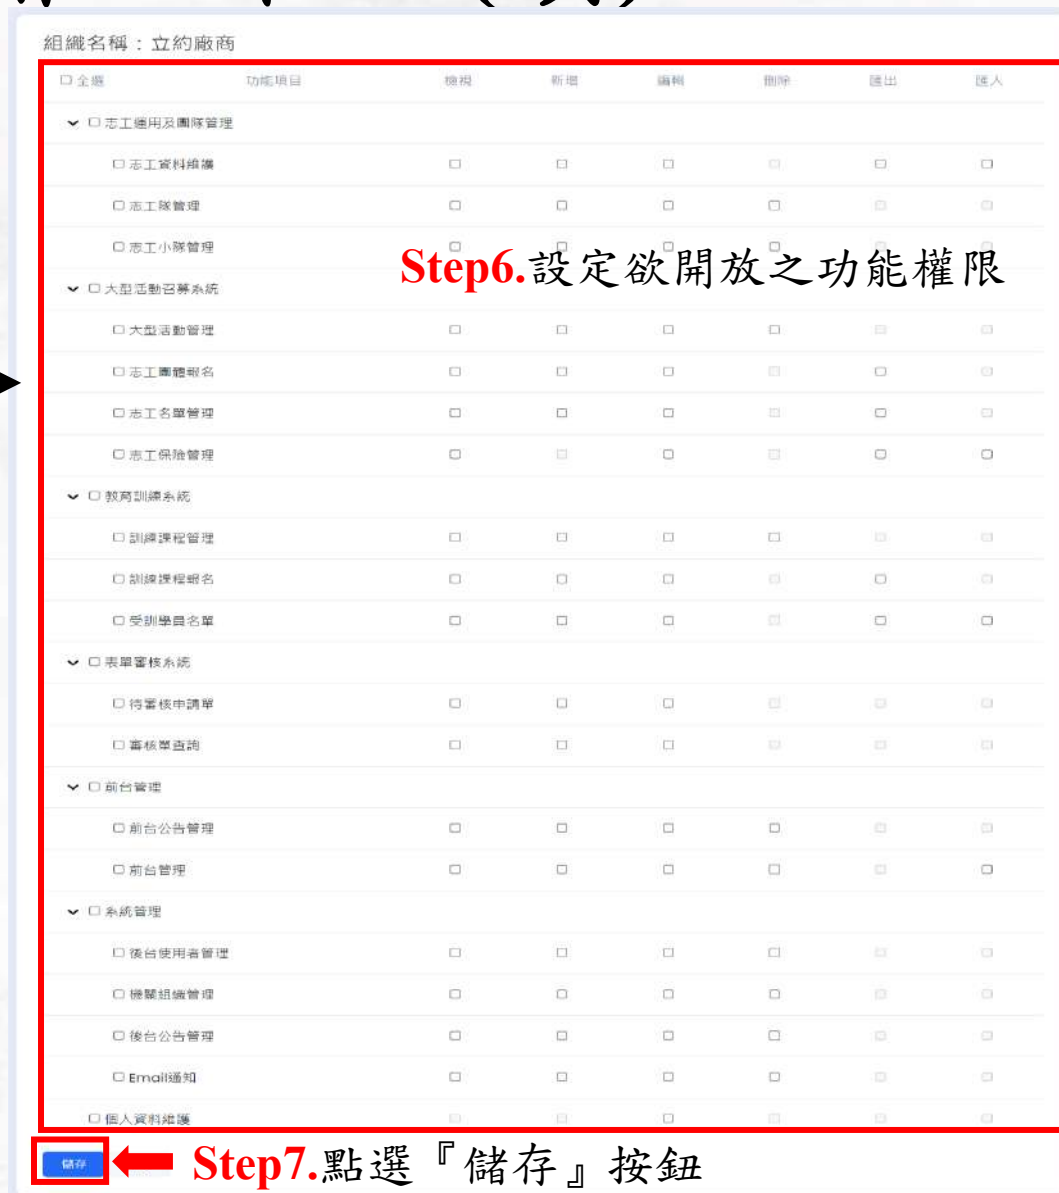 組織名稱：立約廠商
全選 功能項目 檢視 新增 編輯 刪除 匯出 匯入
志工運用及團隊管理
志工資料維護
志工隊管理
志工小隊管理
Step6.設定欲開放之功能權限
大型活動召募系統
大型活動管理
志工團體報名
志工名單管理
志工保險管理
教育訓練系統
訓練課程管理
訓練課程報名
受訓學員名單
表單審核系統
待審核申請單
審核單查詢
前台管理
前台公告管理
前台管理
系統管理
後台使用者管理
機關組織管理
後台公告管理
Email通知
個人資料維護
儲存
Step7.點選『儲存』按鈕